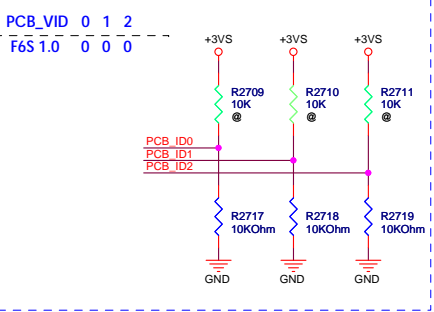 PCB_VID 0 1 2
F6S 1.0 0 0 0
+3VS +3VS +3VS
R2709 R2710 R2711
10K 10K 10K
@ @ @
PCB_ID0
PCB_ID1
PCB_ID2
R2717 R2718 R2719
10KOhm 10KOhm 10KOhm
GND GND GND